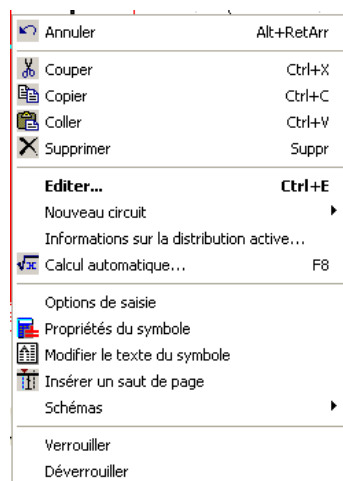 Annuler Alt+RetArr
Couper Ctrl+X
Copier Ctrl+C
Coller Ctrl+V
Supprimer Suppr
Editer... Ctrl+E
Nouveau circuit
Informations sur la distribution active...
Calcul automatique... F8
Options de saisie
Propriétés du symbole
Modifier le texte du symbole
Insérer un saut de page
Schémas
Verrouiller
Déverrouiller